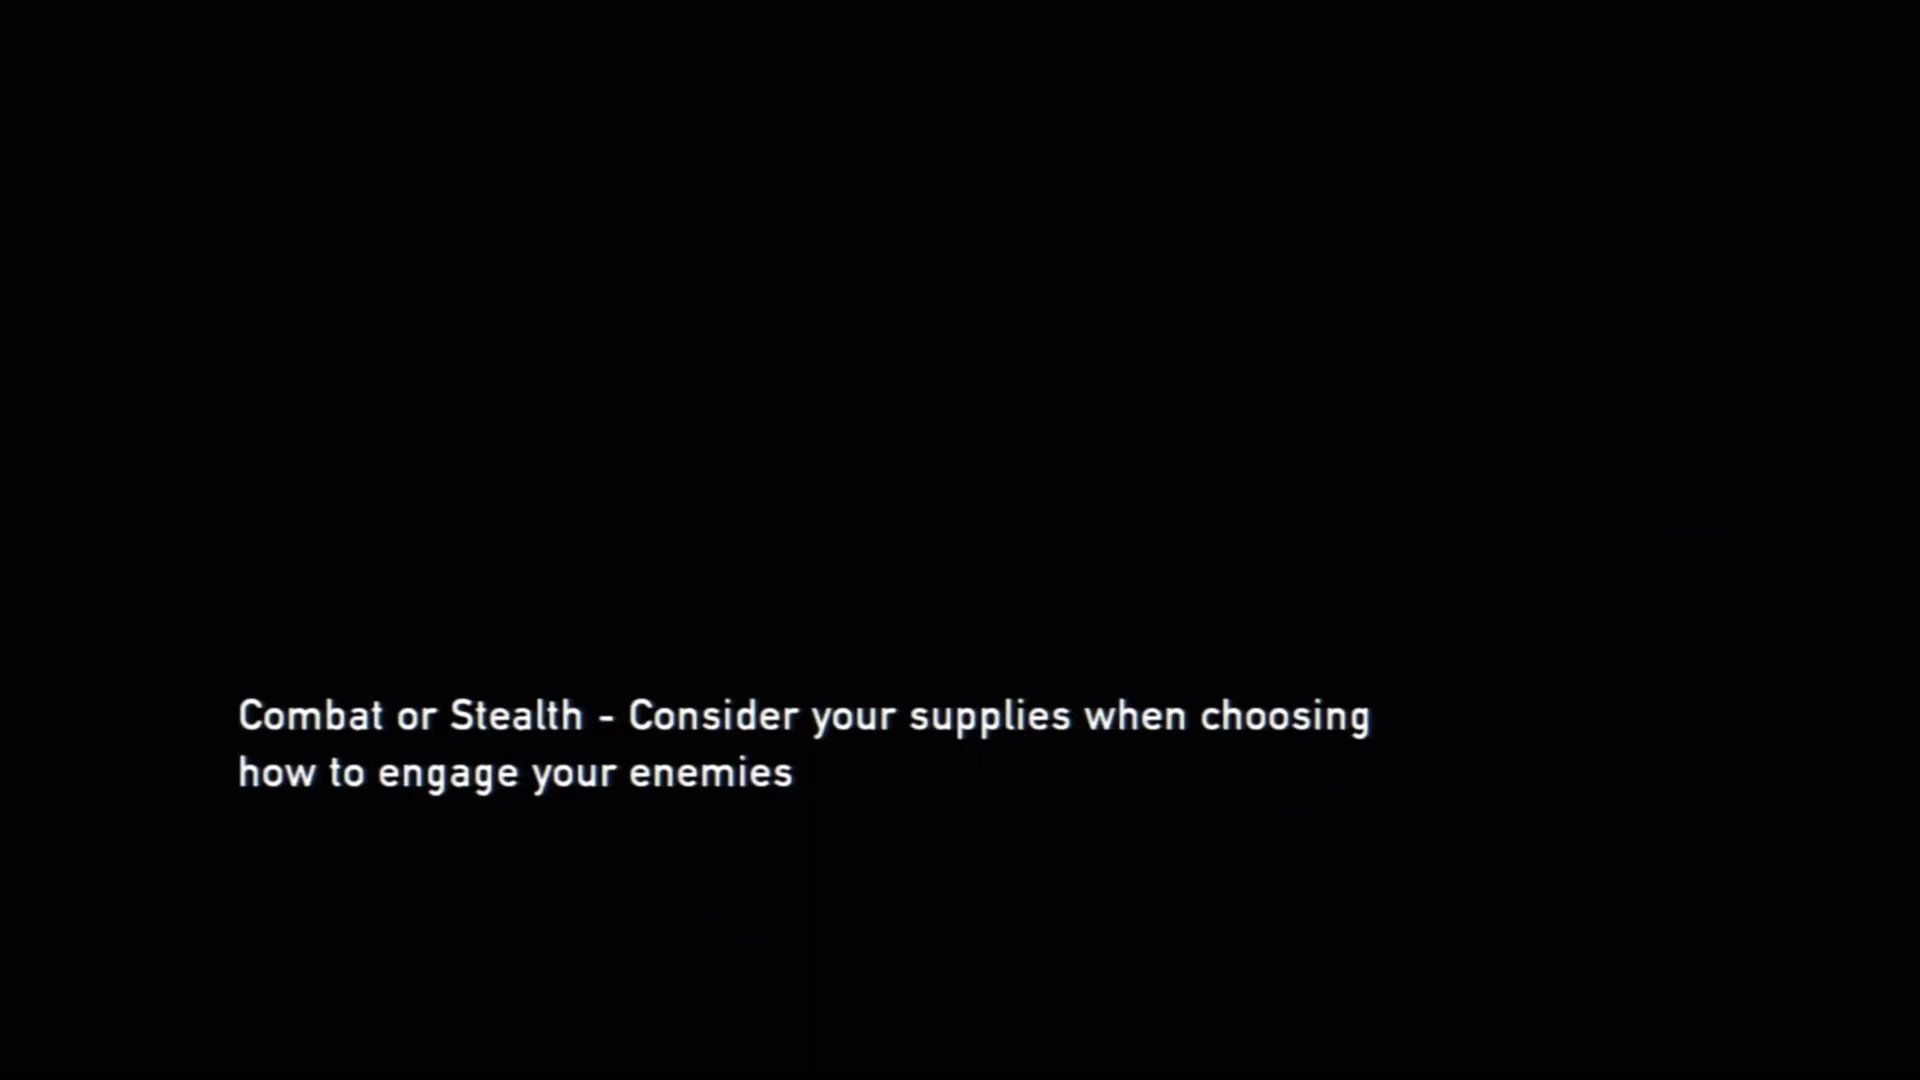 Combat or Stealth - Consider your supplies when choosing
how to engage your enemies